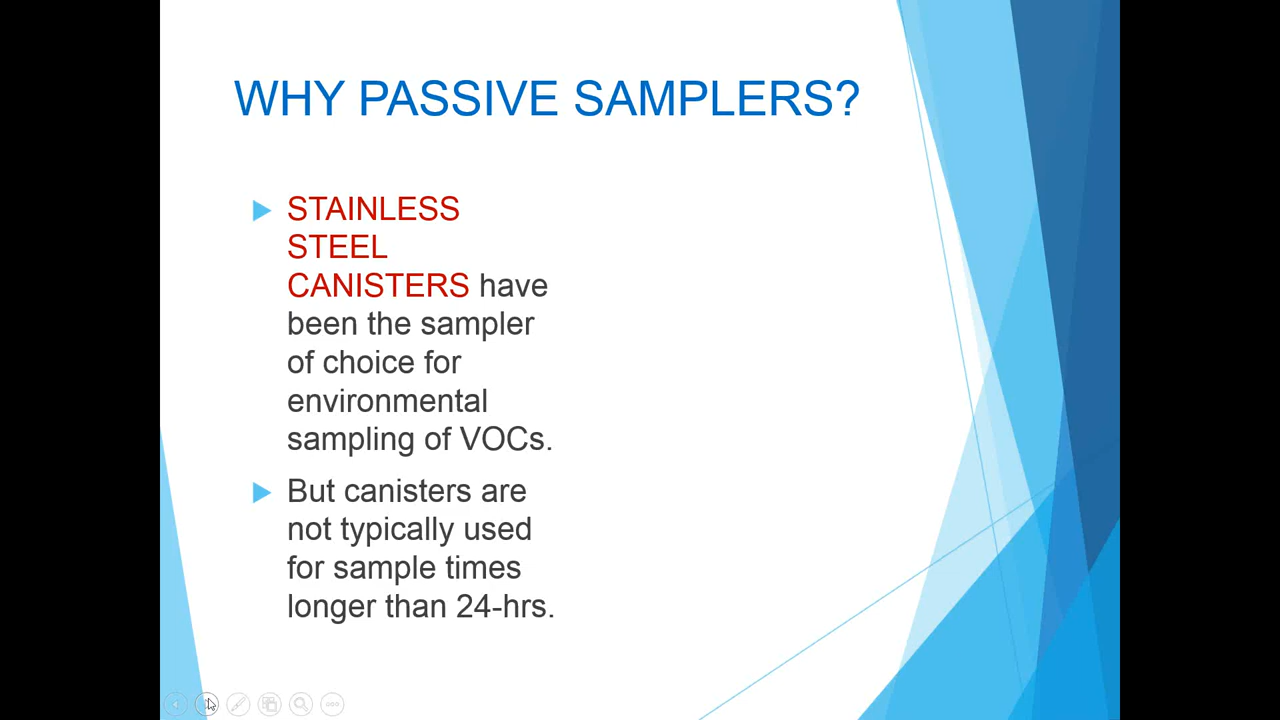 WHY PASSIVE SAMPLERS?
STAINLESS
STEEL
CANISTERS have
been the sampler
of choice for
environmental
sampling of VOCs.
But canisters are
not typically used
for sample times
longer than 24-hrs.